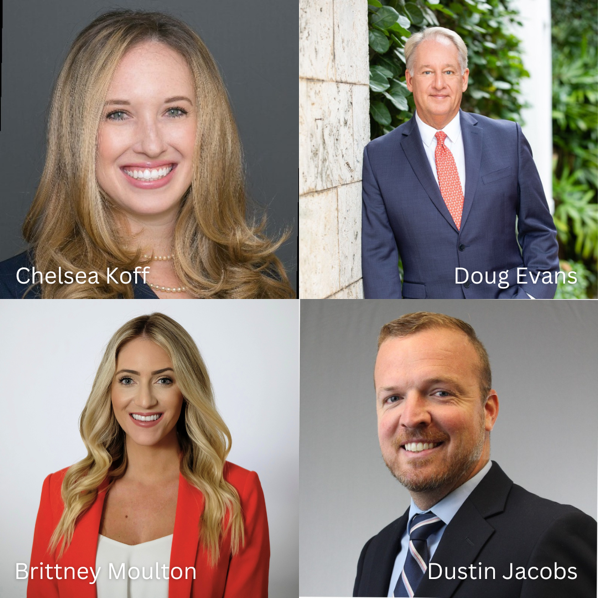 Chelsea Koff
Doug Evans
Brittney Moulton
Dustin Jacobs